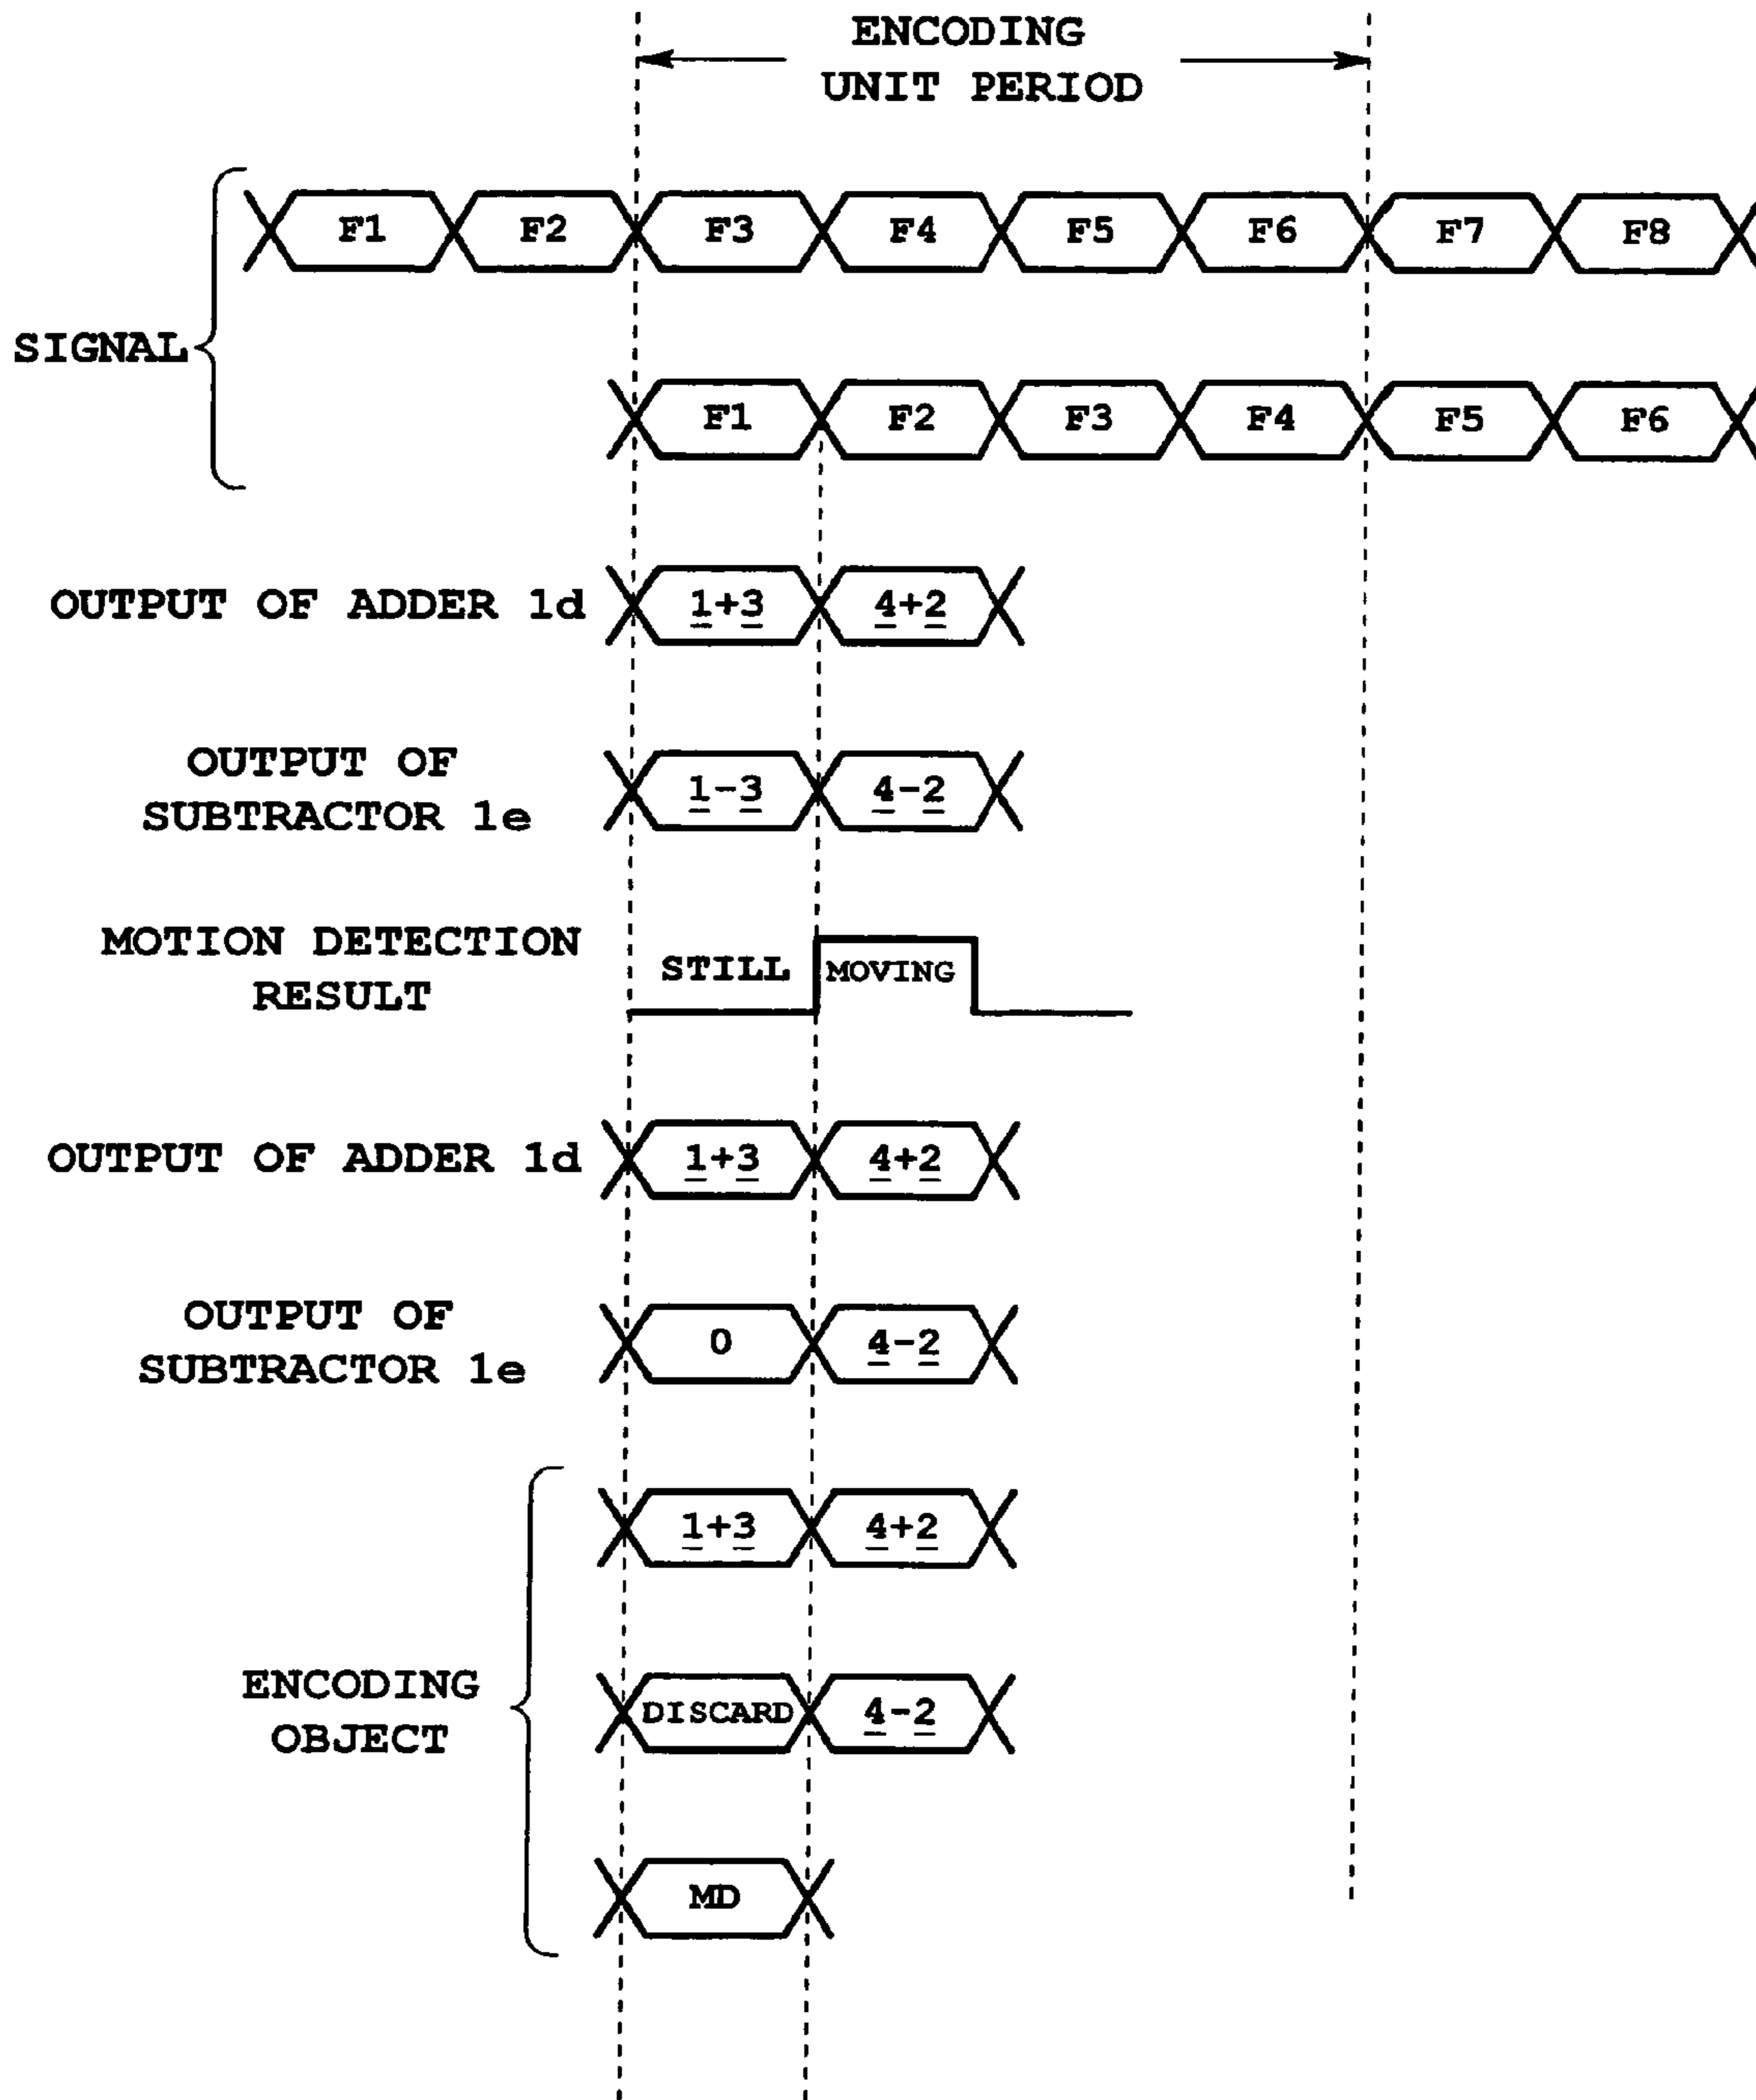 ENCODING
UNIT PERIOD
F1 F2 F3 F4 F5 F6 F7 F8
SIGNAL
F1 F2 F3 F4 F5 F6
OUTPUT OF ADDER 1d
1+3 4+2
OUTPUT OF
SUBTRACTOR 1e
1-3 4-2
MOTION DETECTION
RESULT
STILL MOVING
OUTPUT OF ADDER 1d
1+3 4+2
OUTPUT OF
SUBTRACTOR 1e
0 4-2
ENCODING
OBJECT
1+3 4+2
DISCARD 4-2
MD